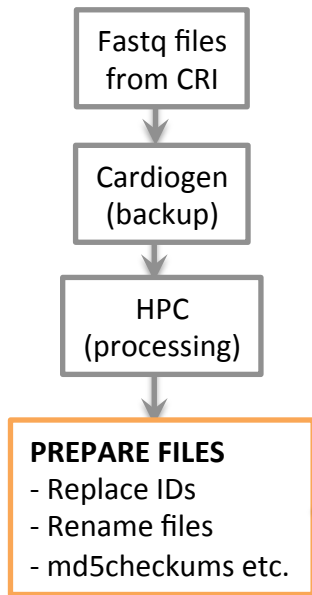 Fastq files
from CRI
Cardiogen
(backup)
HPC
(processing)
PREPARE FILES
- Replace IDs
- Rename files
- md5checkums etc.